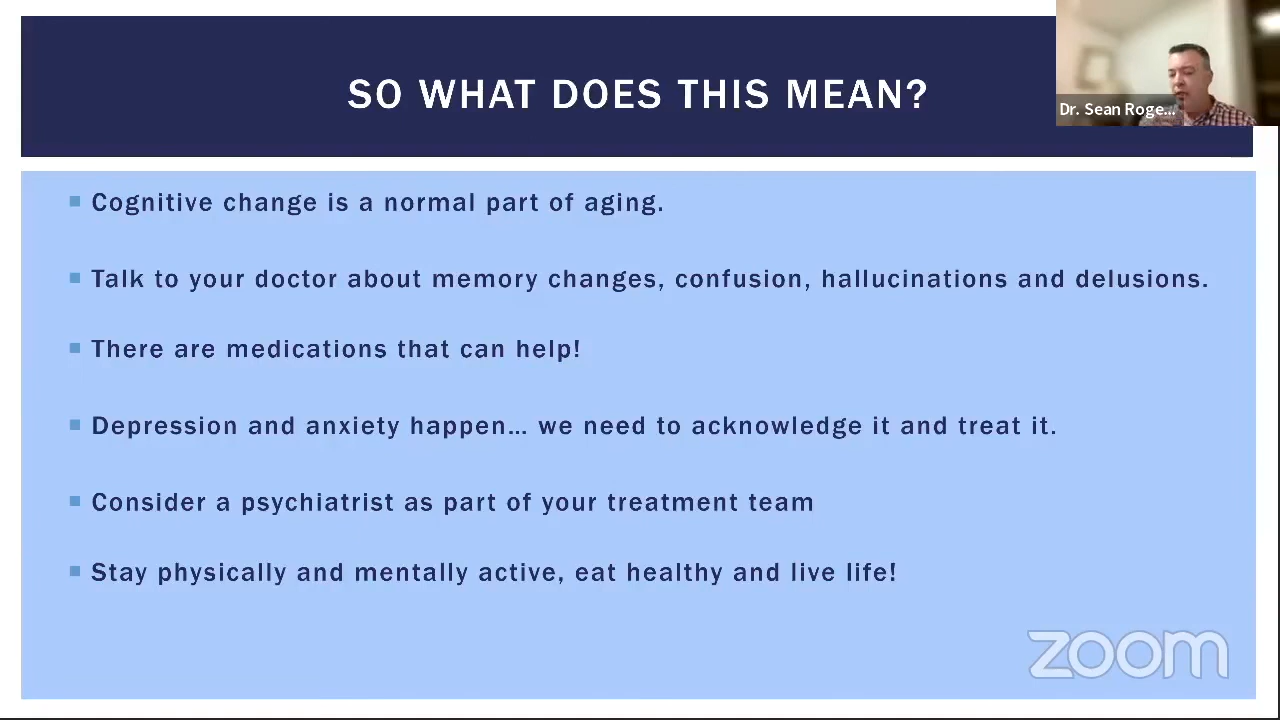 SO WHAT DOES THIS MEAN?
Dr. Sean Roge...
Cognitive change is a normal part of aging.
Talk to your doctor about memory changes, confusion, hallucinations and delusions.
There are medications that can help!
Depression and anxiety happen… we need to acknowledge it and treat it.
Consider a psychiatrist as part of your treatment team
Stay physically and mentally active, eat healthy and live life!
zoom